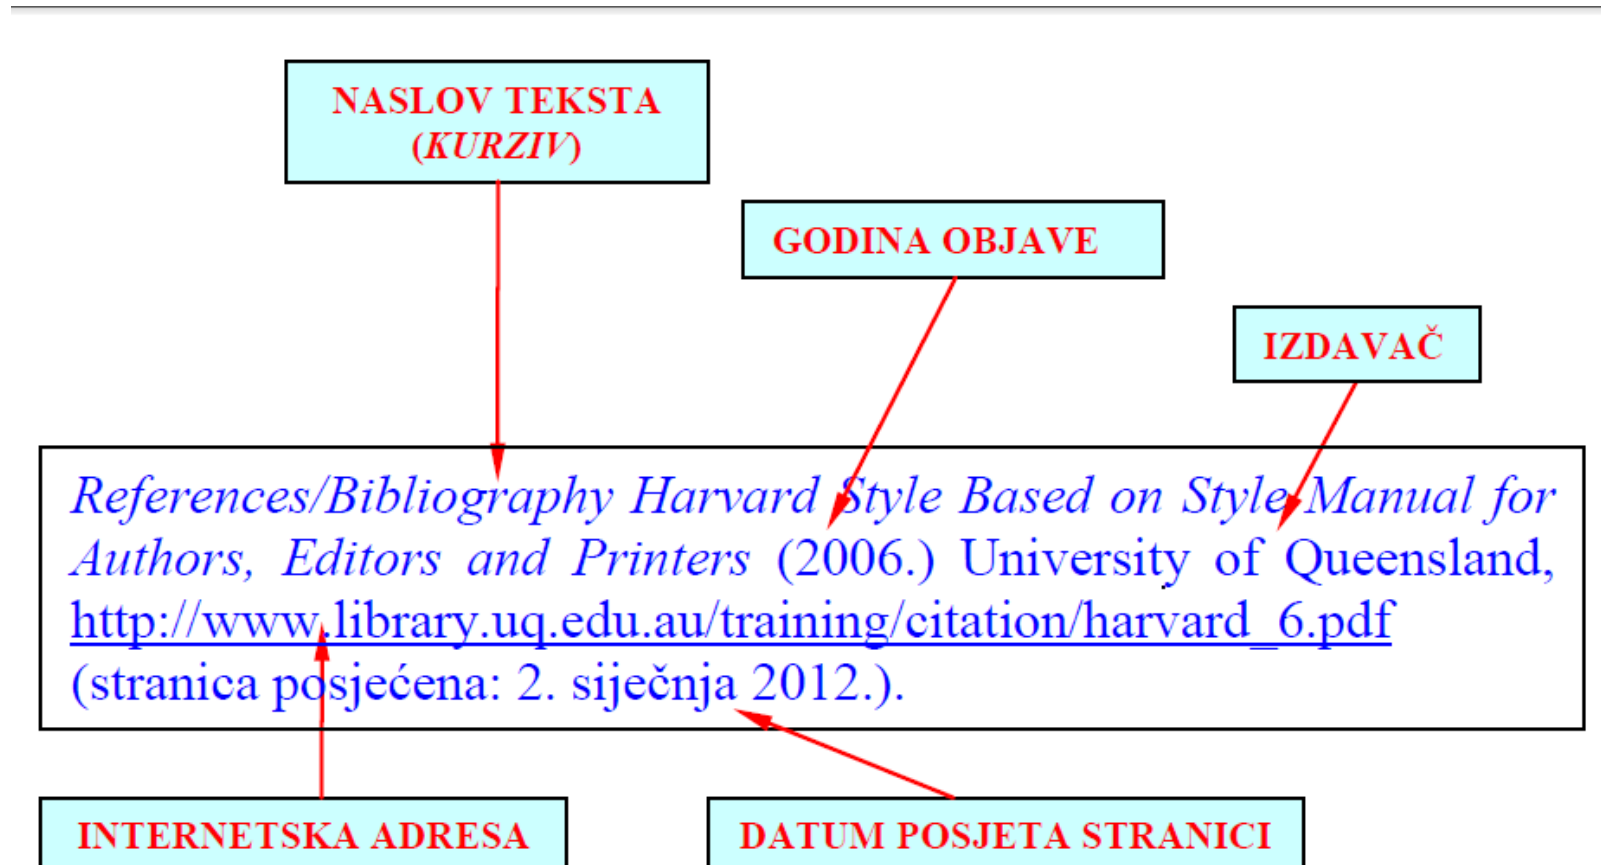 NASLOV TEKSTA
(KURZIV)
GODINA OBJAVE
IZDAVAČ
References/Bibliography Harvard Style Based on Style Manual for
Authors, Editors and Printers (2006.) University of Queensland,
http://www.library.uq.edu.au/training/citation/harvard_6.pdf
(stranica posjećena: 2. siječnja 2012.).
INTERNETSKA ADRESA
DATUM POSJETA STRANICI